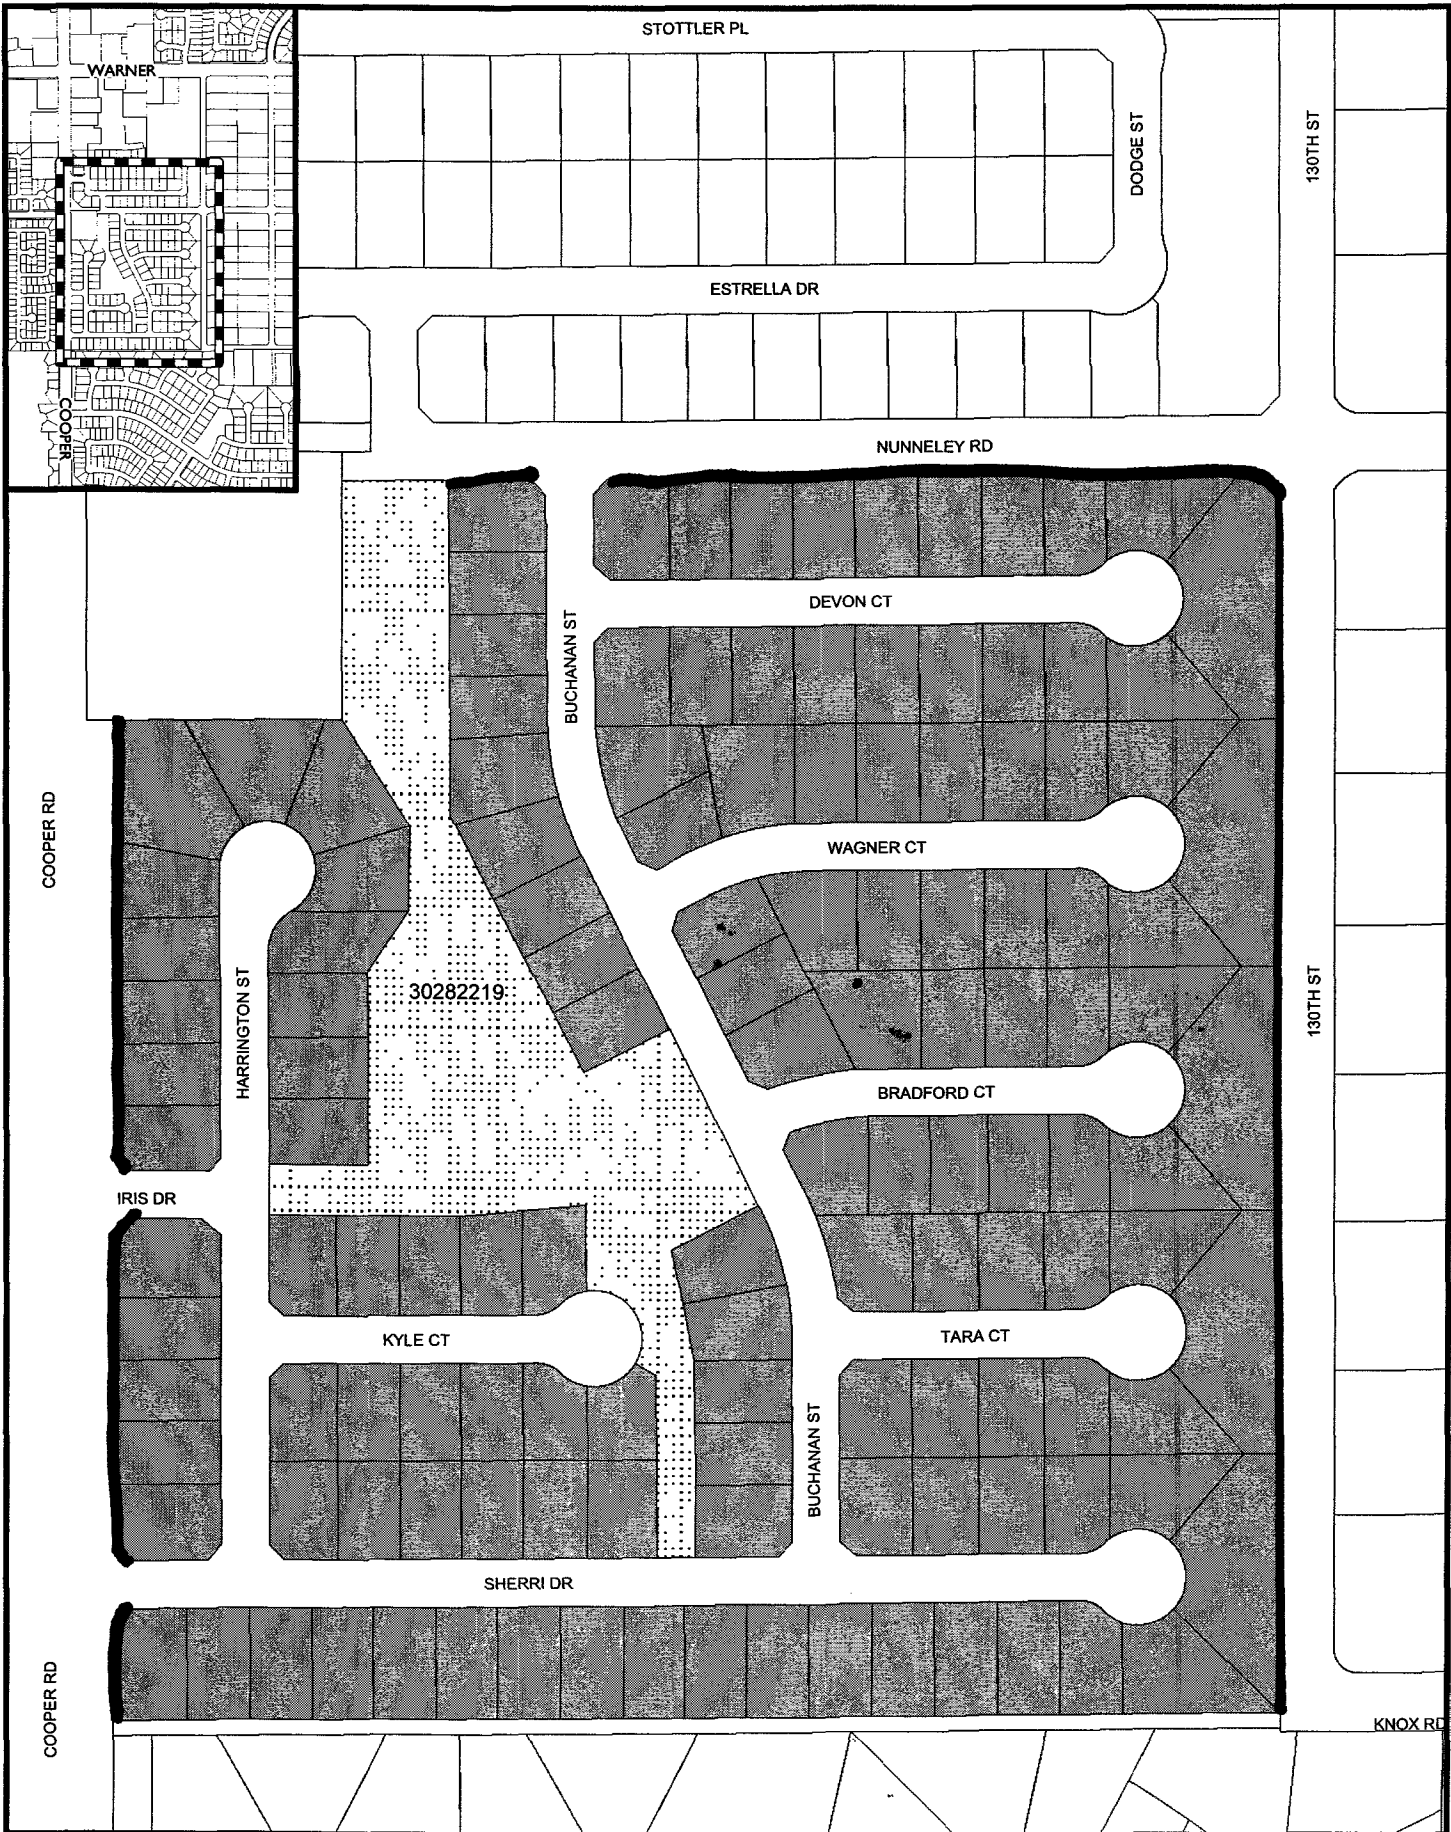 STOTTLER PL
WARNER
DODGE ST
130TH ST
ESTRELLA DR
COOPER
NUNNELEY RD
DEVON CT
BUCHANAN ST
COOPER RD
WAGNER CT
30282219
HARRINGTON ST
130TH ST
BRADFORD CT
IRIS DR
KYLE CT
TARA CT
BUCHANAN ST
SHERRI DR
COOPER RD
KNOX RD